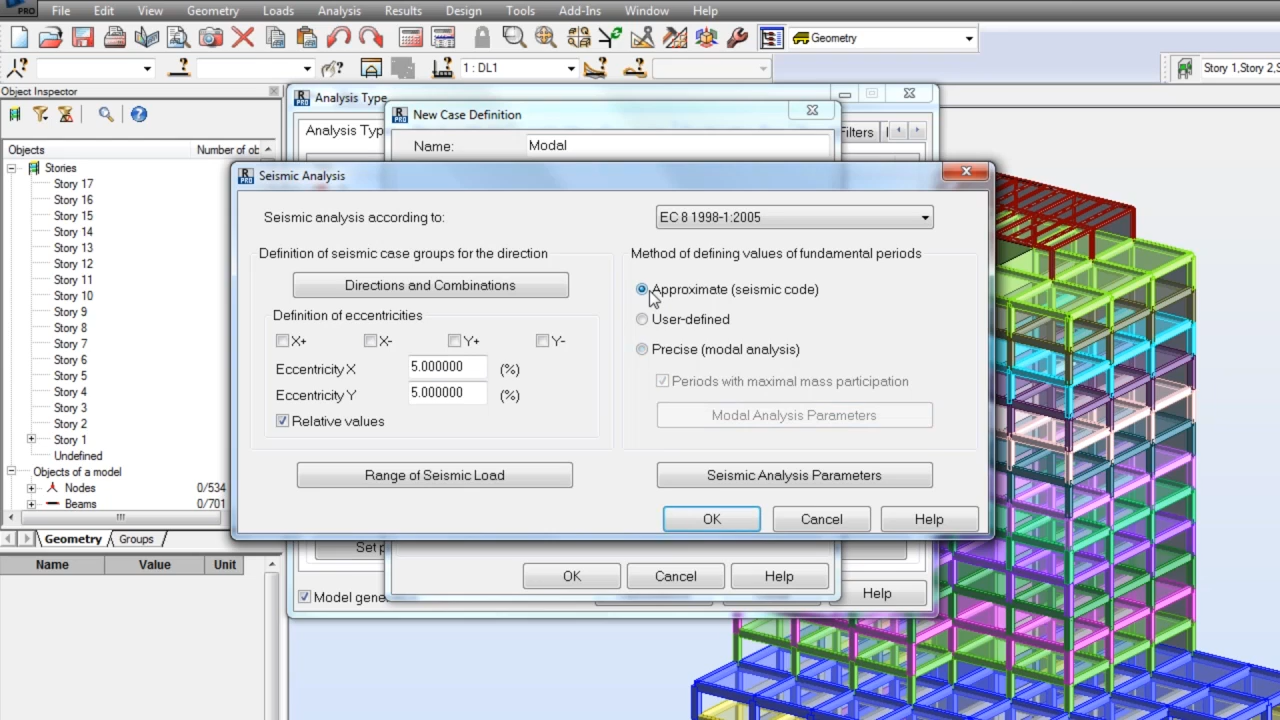 PRO File Edit View Geometry Loads Analysis Results Design Tools Add-Ins Window Help
Geometry
1 : DL1
Story 1,Story 2,S
Object Inspector
Analysis Type
New Case Definition
Analysis Typ
Filters
Name: Modal
Objects Number of ob
Stories
Story 17
Story 16
Story 15
Story 14
Story 13
Story 12
Story 11
Story 10
Story 9
Story 8
Story 7
Story 6
Story 5
Story 4
Story 3
Story 2
Story 1
Undefined
Objects of a model
Nodes 0/534
Beams 0/701
Geometry Groups
Name Value Unit
Seismic Analysis
Seismic analysis according to: EC 8 1998-1:2005
Definition of seismic case groups for the direction
Directions and Combinations
Definition of eccentricities
X+ X- Y+ Y-
Eccentricity X 5.000000 (%)
Eccentricity Y 5.000000 (%)
Relative values
Range of Seismic Load
Method of defining values of fundamental periods
Approximate (seismic code)
User-defined
Precise (modal analysis)
Periods with maximal mass participation
Modal Analysis Parameters
Seismic Analysis Parameters
OK Cancel Help
Set p
OK Cancel Help
Model gene
Help